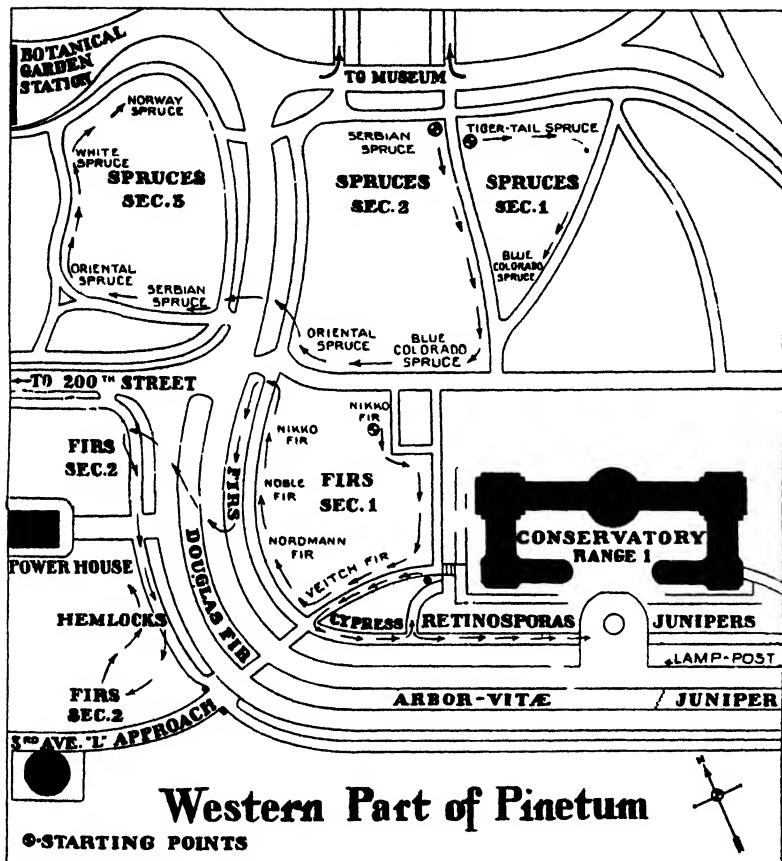 BOTANICAL
GARDEN
STATION
TO MUSEUM
NORWAY
SPRUCE
WHITE
SPRUCE
SPRUCES
SEC. 3
ORIENTAL
SPRUCE
SERBIAN
SPRUCE
SERBIAN
SPRUCE
SPRUCES
SEC. 2
ORIENTAL
SPRUCE
BLUE
COLORADO
SPRUCE
TIGER-TAIL SPRUCE
SPRUCES
SEC. 1
BLUE
COLORADO
SPRUCE
TO 200TH STREET
FIRS
SEC. 2
FIRS
NIKKO
FIR
NIKKO
FIR
NOBLE
FIR
FIRS
SEC. 1
NORDMANN
FIR
VEITCH FIR
POWER HOUSE
DOUGLAS FIR
CONSERVATORY
RANGE 1
HEMLOCKS
CYPRESS
RETINOSPORAS
JUNIPERS
LAMP-POST
FIRS
SEC. 2
ARBOR-VITÆ
JUNIPER
3RD AVE. "L" APPROACH
N
Western Part of Pinetum
STARTING POINTS